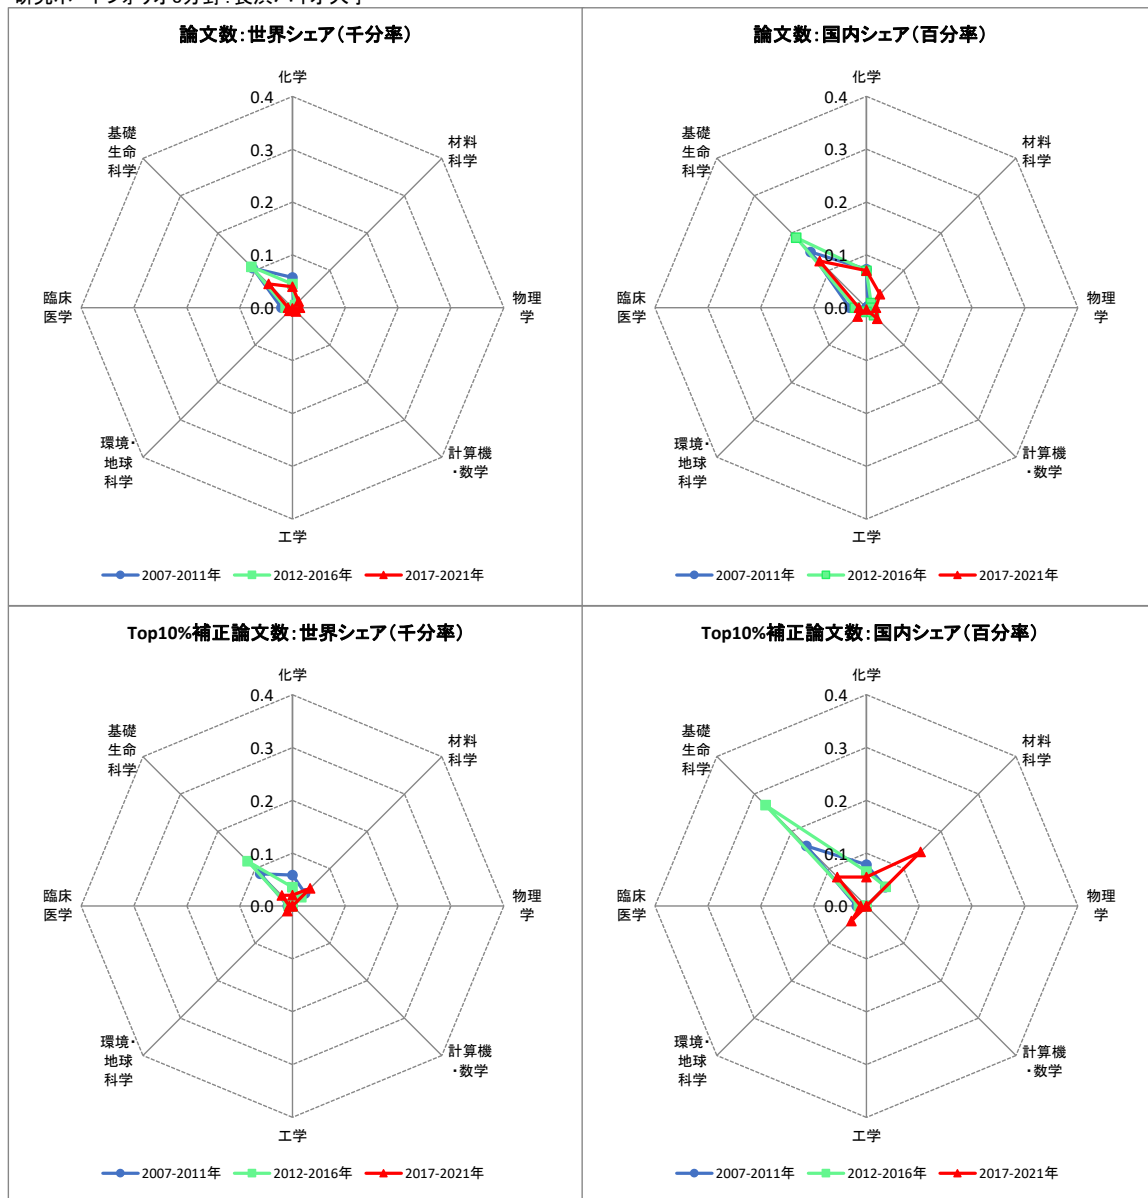 論文数:世界シェア(千分率)
化学
0.4
0.3
0.2
0.1
0.0
材料
科学
物理
学
計算機
・数学
工学
環境・
地球
科学
臨床
医学
基礎
生命
科学
2007-2011年
2012-2016年
2017-2021年
論文数:国内シェア(百分率)
化学
0.4
0.3
0.2
0.1
0.0
材料
科学
物理
学
計算機
・数学
工学
環境・
地球
科学
臨床
医学
基礎
生命
科学
2007-2011年
2012-2016年
2017-2021年
Top10%補正論文数:世界シェア(千分率)
化学
0.4
0.3
0.2
0.1
0.0
材料
科学
物理
学
計算機
・数学
工学
環境・
地球
科学
臨床
医学
基礎
生命
科学
2007-2011年
2012-2016年
2017-2021年
Top10%補正論文数:国内シェア(百分率)
化学
0.4
0.3
0.2
0.1
0.0
材料
科学
物理
学
計算機
・数学
工学
環境・
地球
科学
臨床
医学
基礎
生命
科学
2007-2011年
2012-2016年
2017-2021年